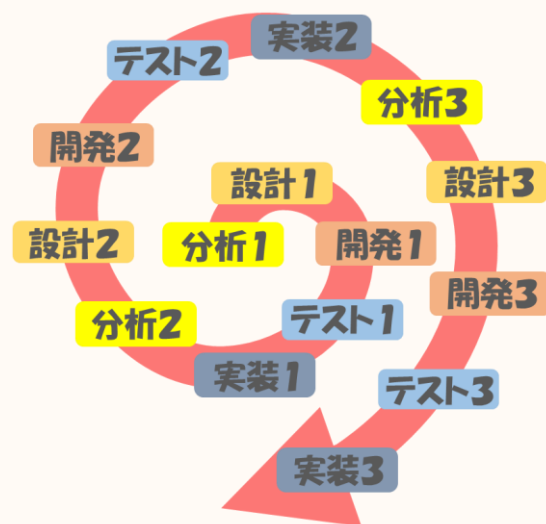 分析1
設計1
開発1
テスト1
実装1
分析2
設計2
開発2
テスト2
実装2
分析3
設計3
開発3
テスト3
実装3